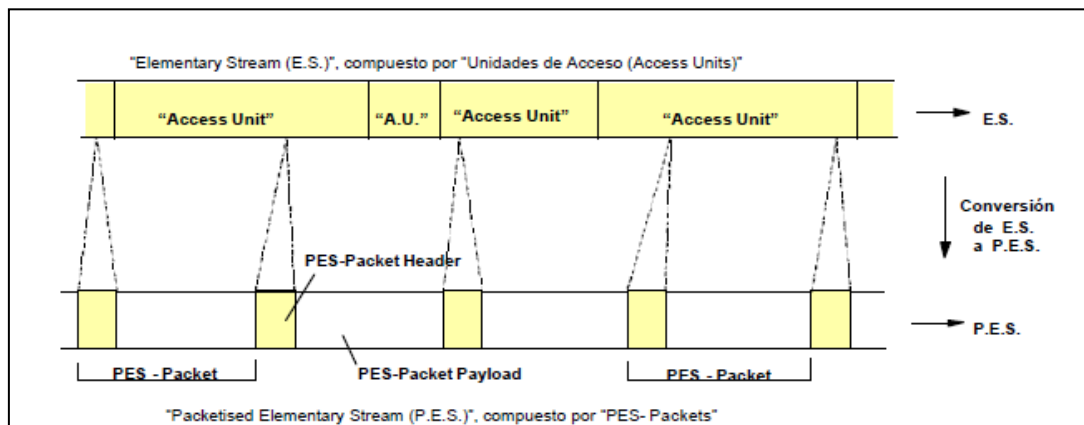 "Elementary Stream (E.S.)", compuesto por "Unidades de Acceso (Access Units)"
"Access Unit" "A.U." "Access Unit" "Access Unit" E.S.
Conversión
de E.S.
a P.E.S.
PES-Packet Header
P.E.S.
PES - Packet PES-Packet Payload PES - Packet
"Packetised Elementary Stream (P.E.S.)", compuesto por "PES- Packets"